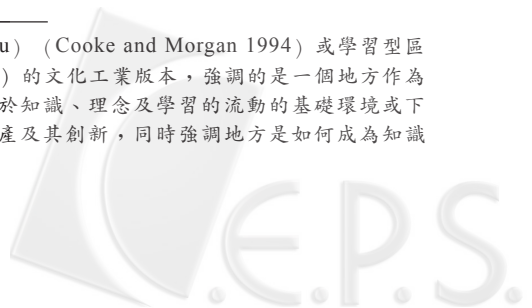 u） （Cooke and Morgan 1994）或學習型區
）的文化工業版本，強調的是一個地方作為
於知識、理念及學習的流動的基礎環境或下
產及其創新，同時強調地方是如何成為知識
C.E.P.S.